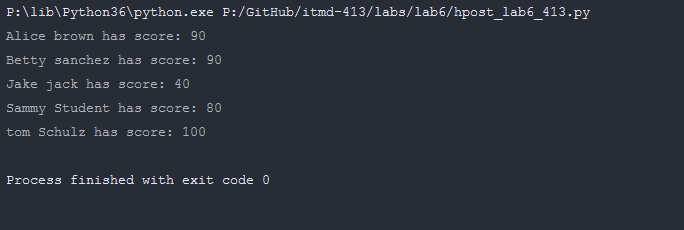 P:\lib\Python36\python.exe P:/GitHub/itmd-413/labs/lab6/hpost_lab6_413.py
Alice brown has score: 90
Betty sanchez has score: 90
Jake jack has score: 40
Sammy Student has score: 80
tom Schulz has score: 100
Process finished with exit code 0